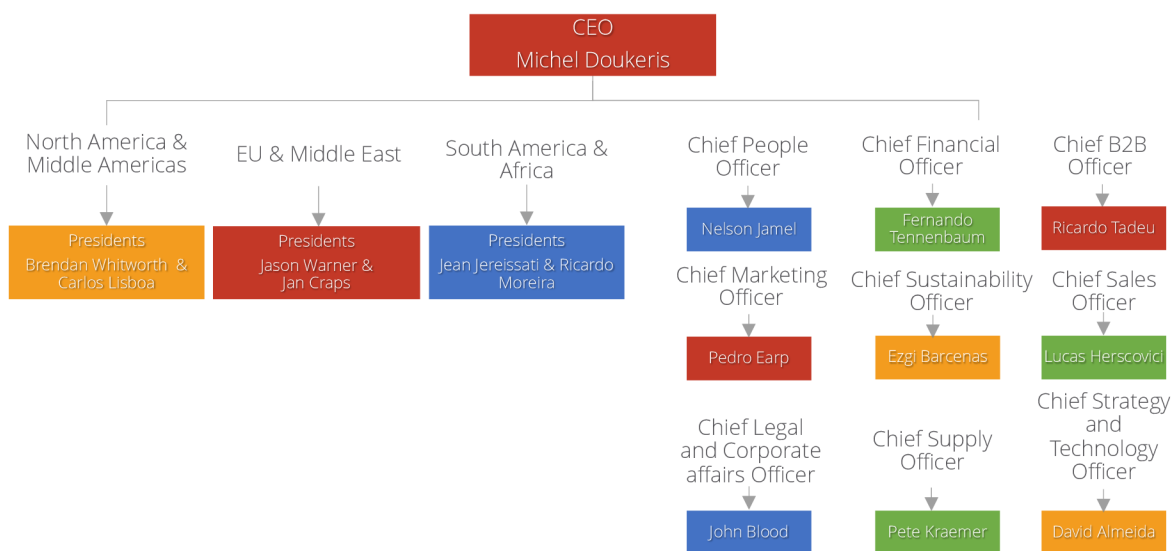 CEO
Michel Doukeris
North America &
Middle Americas
Presidents
Brendan Whitworth &
Carlos Lisboa
EU & Middle East
Presidents
Jason Warner &
Jan Craps
South America &
Africa
Presidents
Jean Jereissati & Ricardo
Moreira
Chief People
Officer
Nelson Jamel
Chief Financial
Officer
Fernando
Tennenbaum
Chief B2B
Officer
Ricardo Tadeu
Chief Marketing
Officer
Pedro Earp
Chief Sustainability
Officer
Ezgi Barcenas
Chief Sales
Officer
Lucas Herscovici
Chief Legal
and Corporate
affairs Officer
John Blood
Chief Supply
Officer
Pete Kraemer
Chief Strategy
and
Technology
Officer
David Almeida